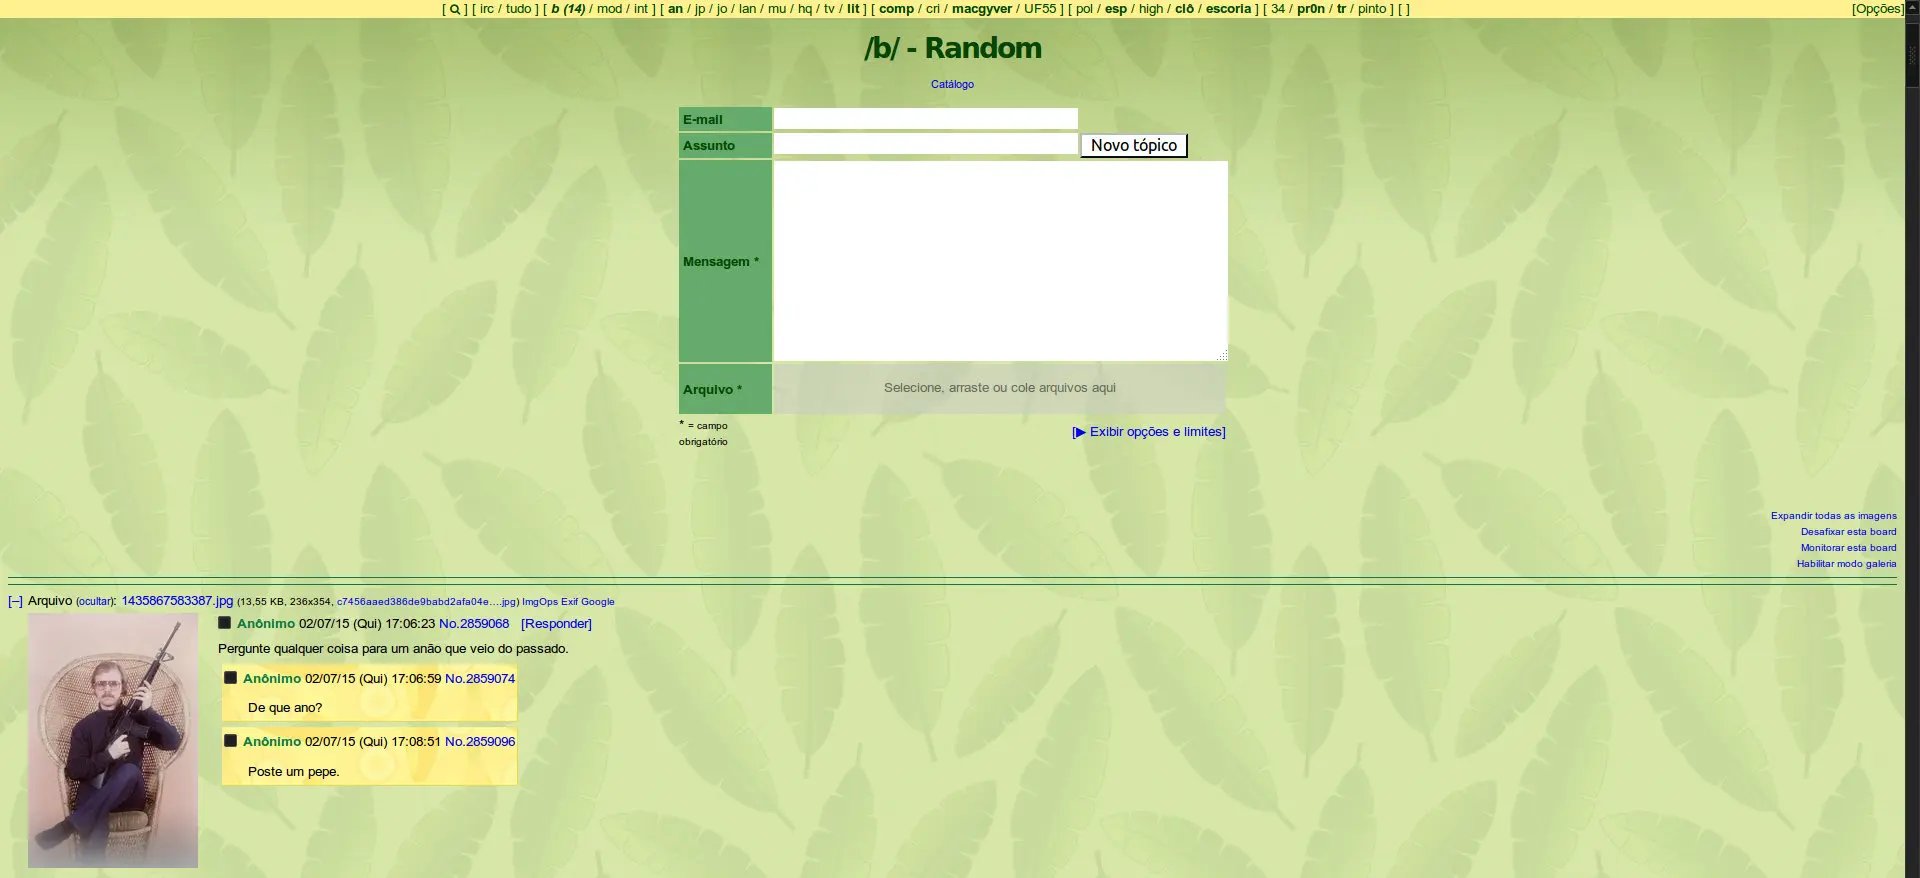 [ ] [ irc / tudo ] [ b (14) / mod / int ] [ an / jp / jo / lan / mu / hq / tv / lit ] [ comp / cri / macgyver / UF55 ] [ pol / esp / high / clô / escoria ] [ 34 / pr0n / tr / pinto ] [ ] [Opções]
/b/ - Random
Catálogo
E-mail
Assunto Novo tópico
Mensagem *
Arquivo * Selecione, arraste ou cole arquivos aqui
* = campo
obrigatório
[▶ Exibir opções e limites]
Expandir todas as imagens
Desafixar esta board
Monitorar esta board
Habilitar modo galeria
[–] Arquivo (ocultar): 1435867583387.jpg (13,55 KB, 236x354, c7456aaed386de9babd2afa04e....jpg) ImgOps Exif Google
Anônimo 02/07/15 (Qui) 17:06:23 No.2859068 [Responder]
Pergunte qualquer coisa para um anão que veio do passado.
Anônimo 02/07/15 (Qui) 17:06:59 No.2859074
De que ano?
Anônimo 02/07/15 (Qui) 17:08:51 No.2859096
Poste um pepe.